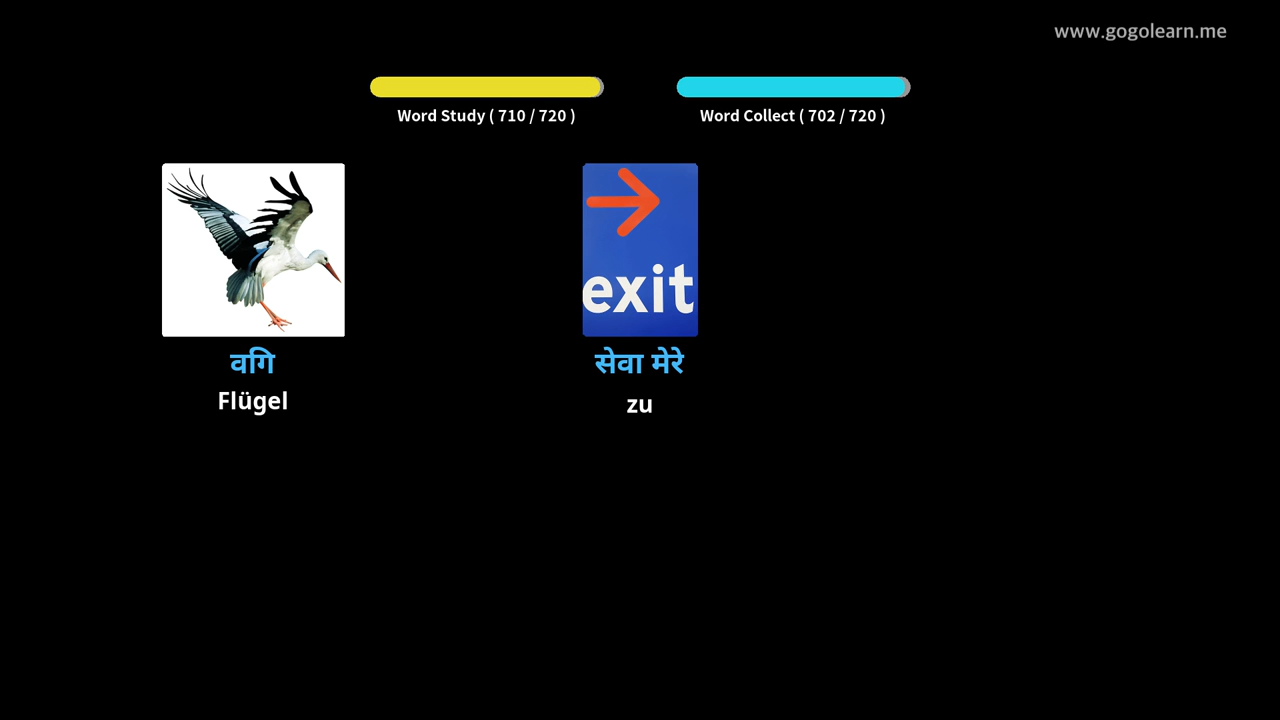 www.gogolearn.me
Word Study ( 710 / 720 )
Word Collect ( 702 / 720 )
exit
वगि
सेवा मेरे
Flügel
zu